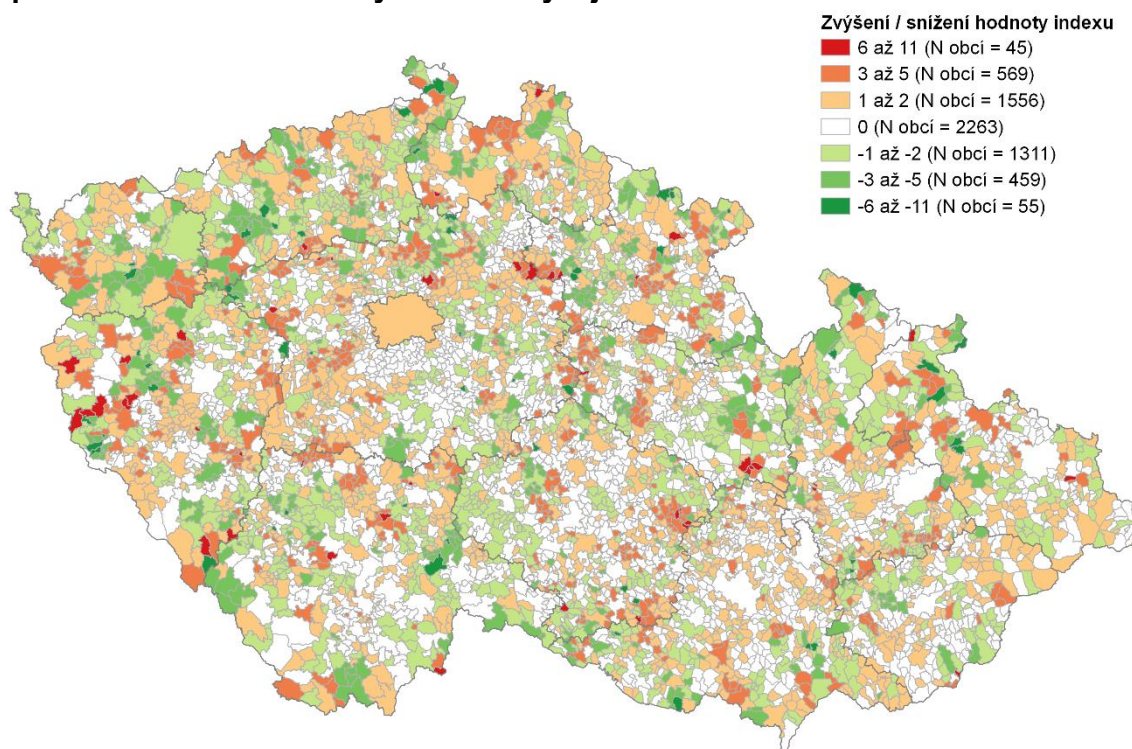 Zvýšení / snížení hodnoty indexu
6 až 11 (N obcí = 45)
3 až 5 (N obcí = 569)
1 až 2 (N obcí = 1556)
0 (N obcí = 2263)
-1 až -2 (N obcí = 1311)
-3 až -5 (N obcí = 459)
-6 až -11 (N obcí = 55)